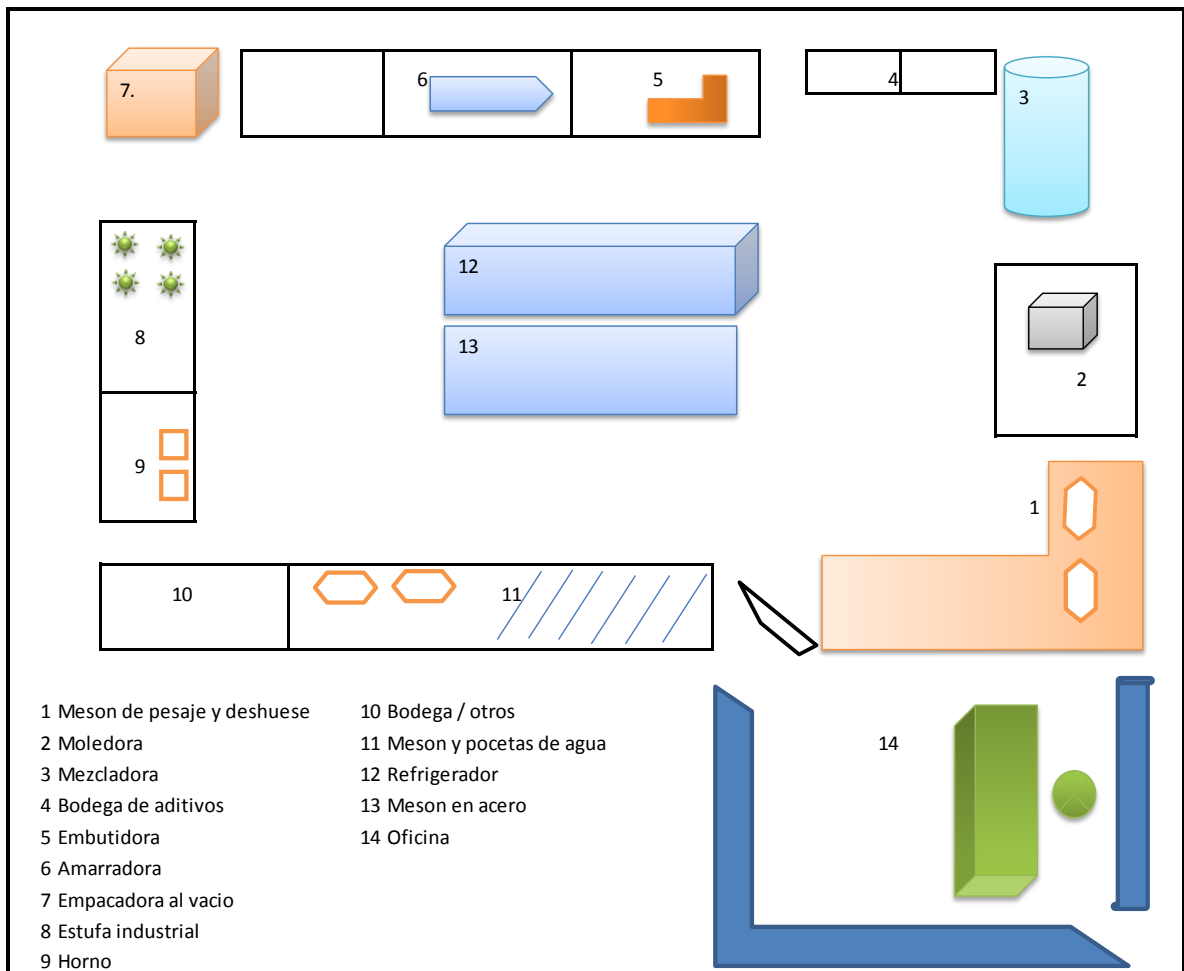 7.
6
5
4
3
12
8
13
2
9
1
10
11
1 Meson de pesaje y deshuese
2 Moledora
3 Mezcladora
4 Bodega de aditivos
5 Embutidora
6 Amarradora
7 Empacadora al vacio
8 Estufa industrial
9 Horno
10 Bodega / otros
11 Meson y pocetas de agua
12 Refrigerador
13 Meson en acero
14 Oficina
14